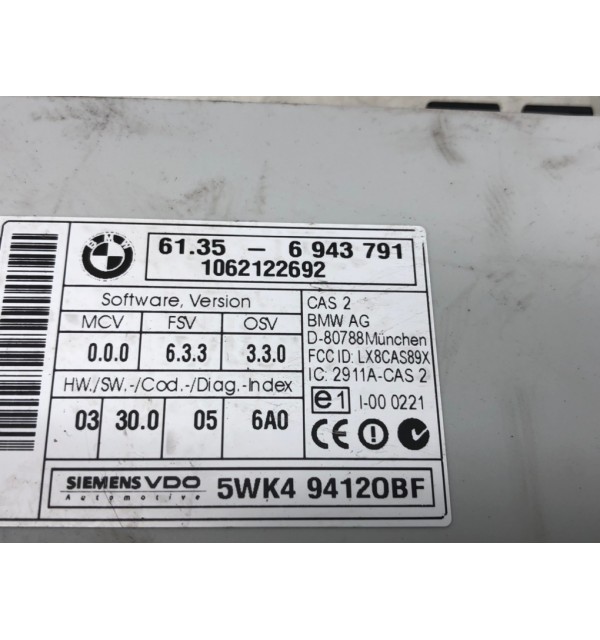 BMW
61.35 – 6 943 791
1062122692
Software, Version
MCV FSV OSV
0.0.0 6.3.3 3.3.0
HW./SW.-/Cod.-/Diag.-Index
03 30.0 05 6A0
CAS 2
BMW AG
D-80788München
FCC ID: LX8CAS89X
IC: 2911A-CAS 2
e1 I-00 0221
CE
SIEMENS VDO
Automotive
5WK4 94120BF